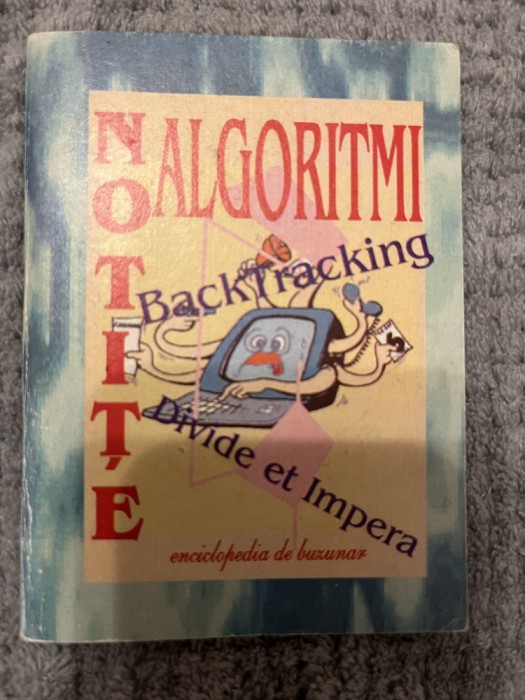 NOTIȚE
ALGORITMI
BackTracking
Divide et Impera
enciclopedia de buzunar